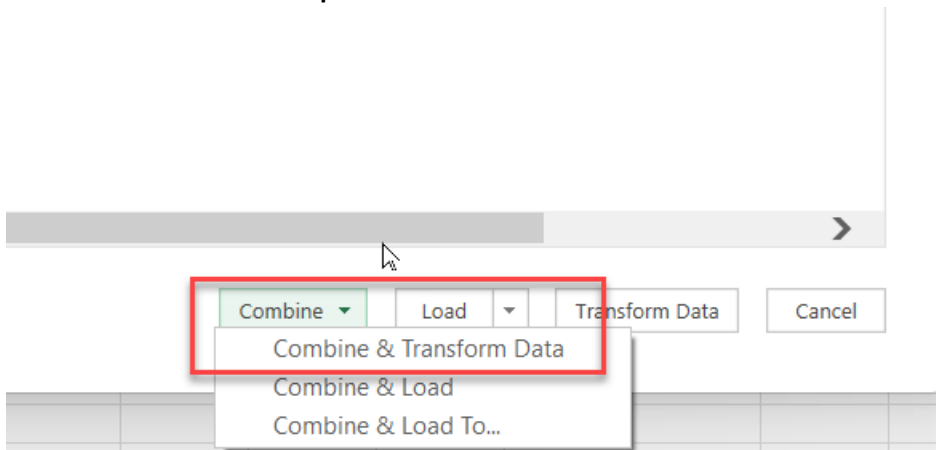 Combine Load Transform Data Cancel
Combine & Transform Data
Combine & Load
Combine & Load To...